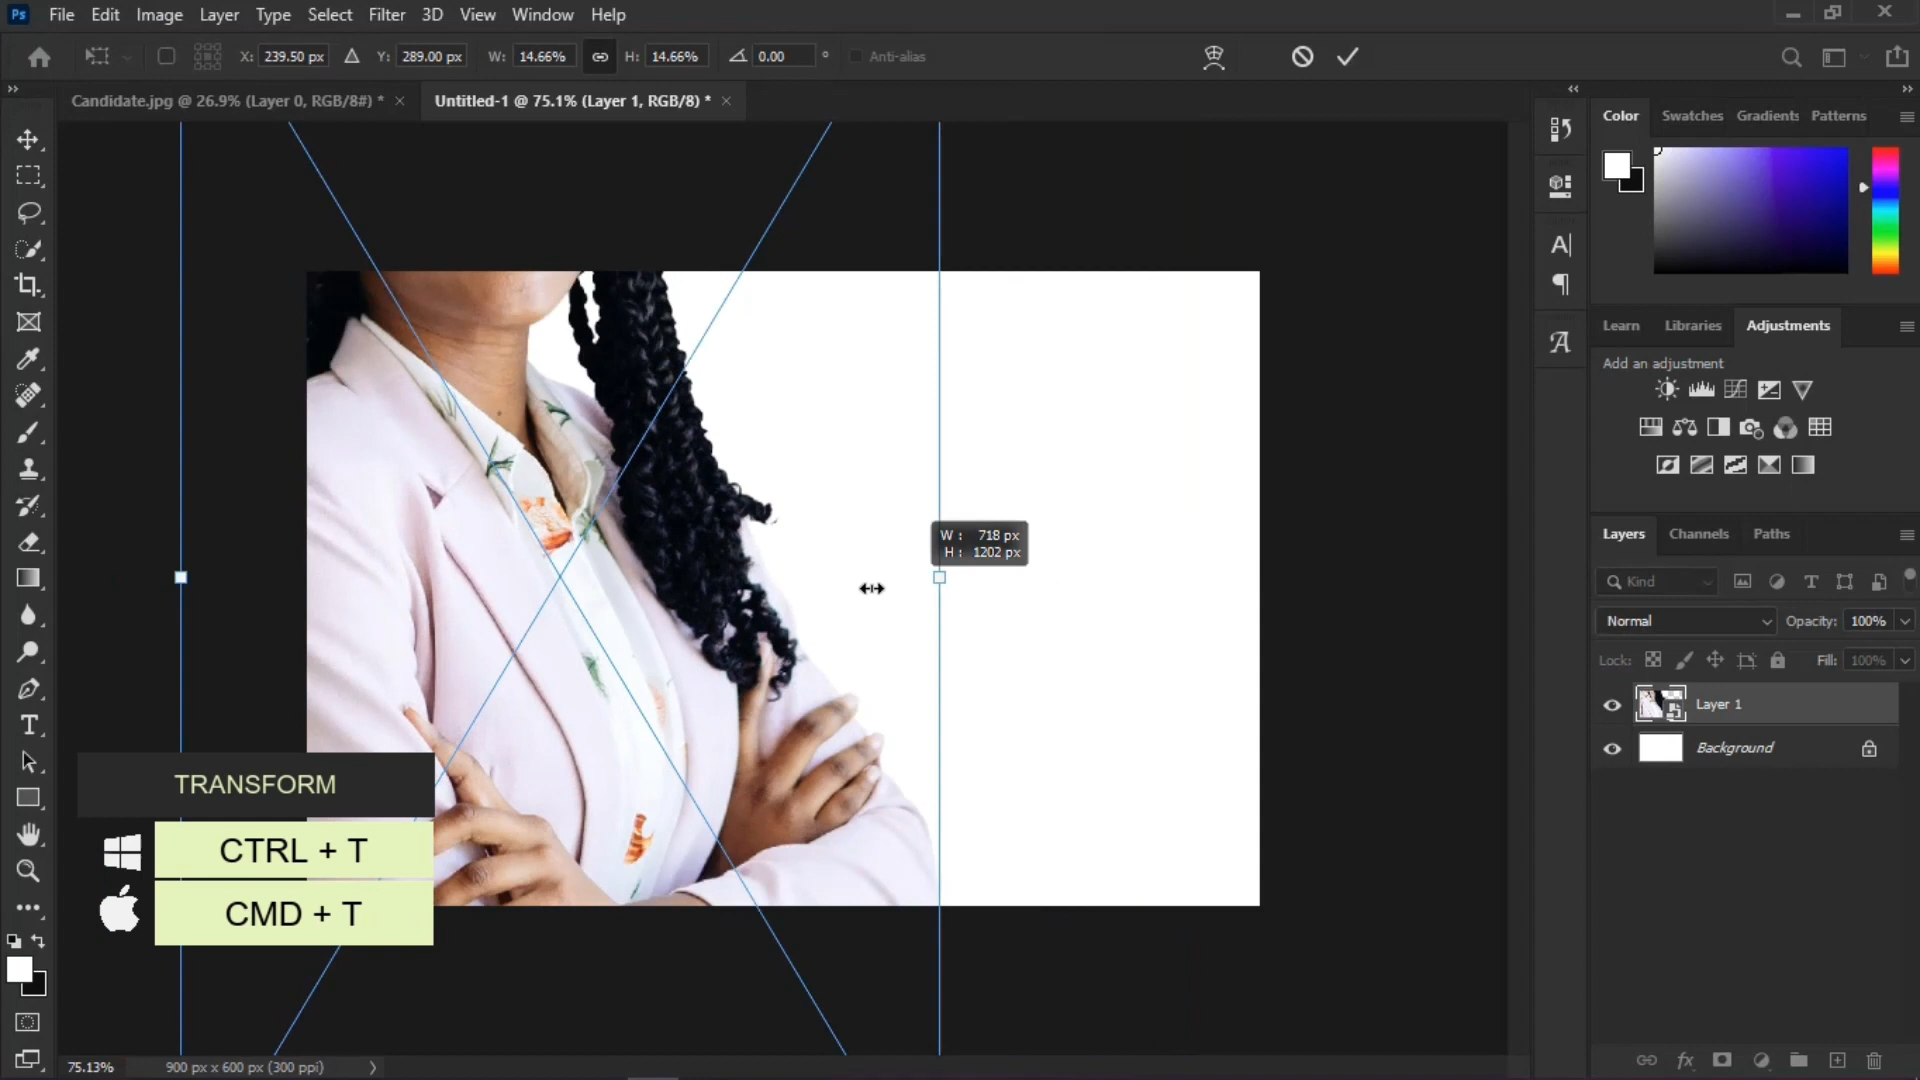 Ps File Edit Image Layer Type Select Filter 3D View Window Help
X: 239.50 px Y: 289.00 px W: 14.66% H: 14.66% 0.00 ° Anti-alias
Candidate.jpg @ 26.9% (Layer 0, RGB/8#) * × Untitled-1 @ 75.1% (Layer 1, RGB/8) * ×
Color Swatches Gradients Patterns
Learn Libraries Adjustments
Add an adjustment
W : 718 px
H : 1202 px
Layers Channels Paths
Kind
Normal Opacity: 100%
Lock: Fill: 100%
Layer 1
Background
TRANSFORM
CTRL + T
CMD + T
75.13% 900 px x 600 px (300 ppi)